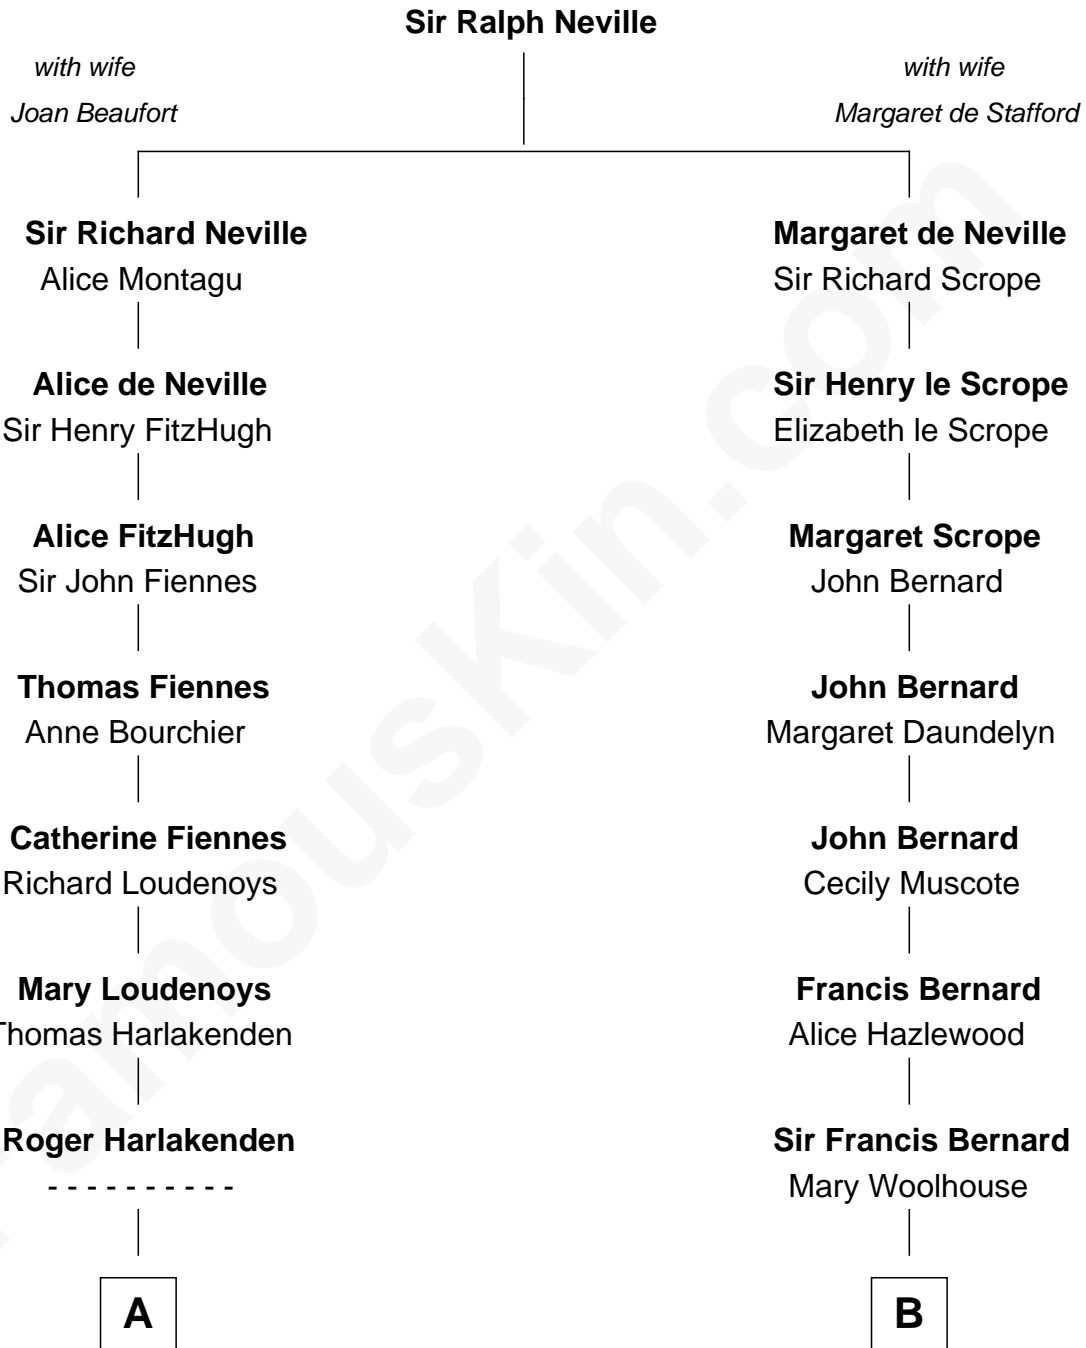 Sir Ralph Neville
with wife
Joan Beaufort
with wife
Margaret de Stafford
Sir Richard Neville
Alice Montagu
Margaret de Neville
Sir Richard Scrope
Alice de Neville
Sir Henry FitzHugh
Sir Henry le Scrope
Elizabeth le Scrope
Alice FitzHugh
Sir John Fiennes
Margaret Scrope
John Bernard
Thomas Fiennes
Anne Bourchier
John Bernard
Margaret Daundelyn
Catherine Fiennes
Richard Loudenoys
John Bernard
Cecily Muscote
Mary Loudenoys
Thomas Harlakenden
Francis Bernard
Alice Hazlewood
Roger Harlakenden
- - - - - - - - - -
Sir Francis Bernard
Mary Woolhouse
A
B
FamousKin.com